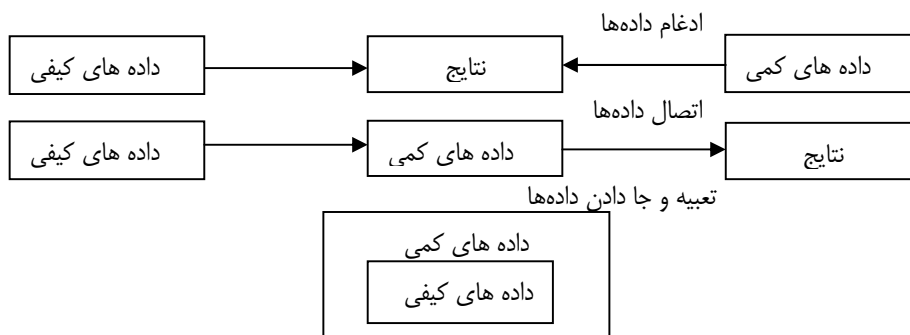 ادغام داده‌ها
داده های کمی
نتایج
داده های کیفی
اتصال داده‌ها
داده های کیفی
داده های کمی
نتایج
تعبیه و جا دادن داده‌ها
داده های کمی
داده های کیفی